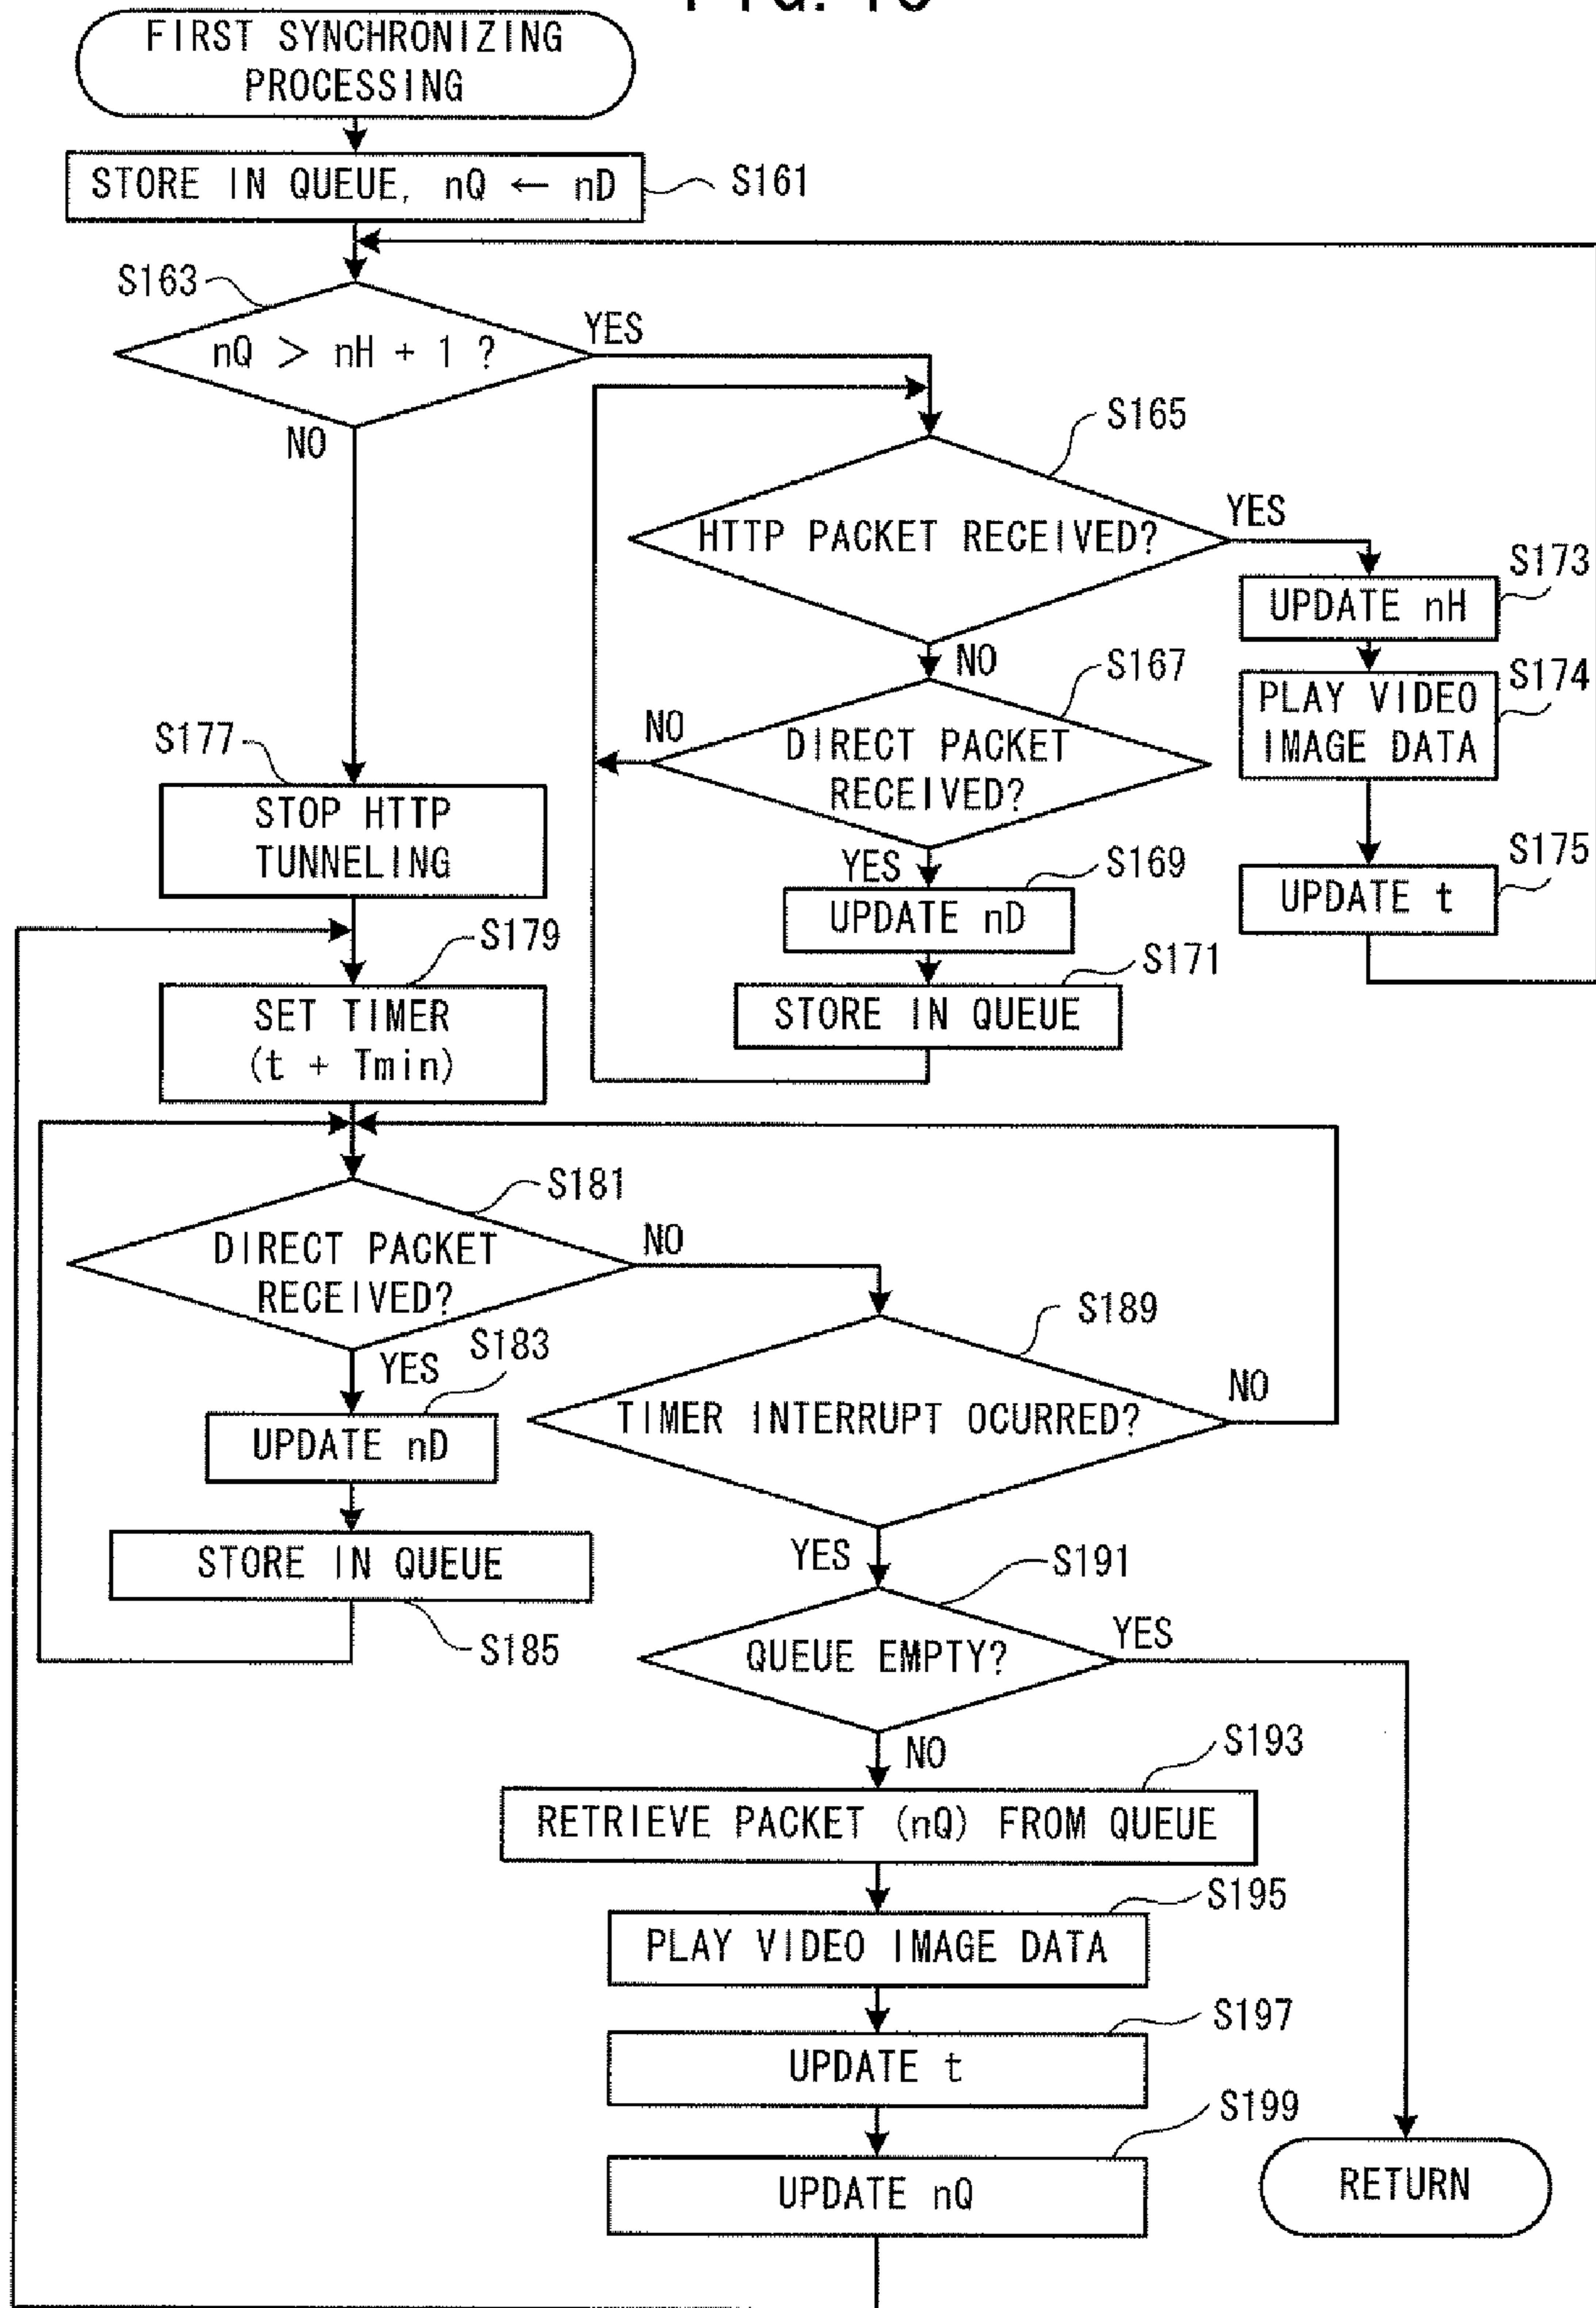 FIRST SYNCHRONIZING
PROCESSING
STORE IN QUEUE, nQ ← nD
S161
S163
nQ > nH + 1 ?
YES
NO
S165
HTTP PACKET RECEIVED?
YES
NO
S173
UPDATE nH
S174
PLAY VIDEO
IMAGE DATA
S175
UPDATE t
S167
DIRECT PACKET
RECEIVED?
NO
YES
S169
UPDATE nD
S171
STORE IN QUEUE
S177
STOP HTTP
TUNNELING
S179
SET TIMER
(t + Tmin)
S181
DIRECT PACKET
RECEIVED?
NO
YES
S183
UPDATE nD
STORE IN QUEUE
S185
S189
TIMER INTERRUPT OCURRED?
NO
YES
S191
QUEUE EMPTY?
YES
NO
S193
RETRIEVE PACKET (nQ) FROM QUEUE
S195
PLAY VIDEO IMAGE DATA
S197
UPDATE t
S199
UPDATE nQ
RETURN